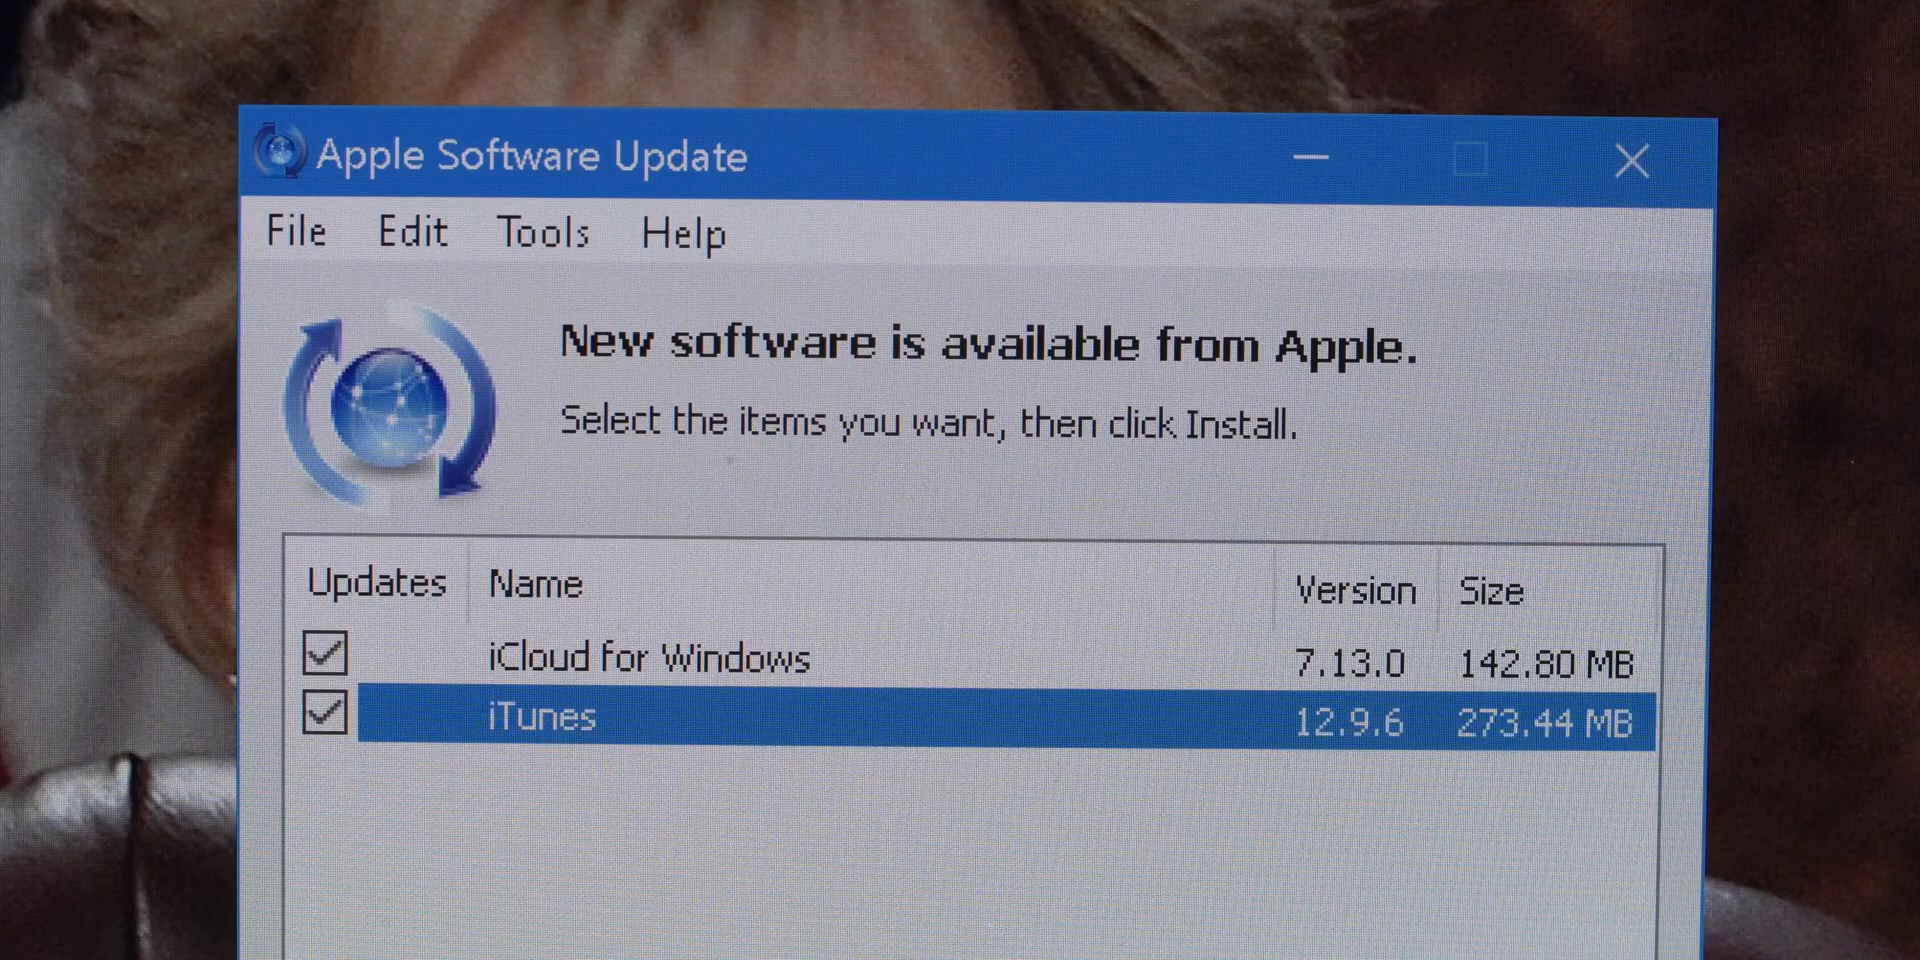 Apple Software Update
File Edit Tools Help
New software is available from Apple.
Select the items you want, then click Install.
Updates Name Version Size
iCloud for Windows 7.13.0 142.80 MB
iTunes 12.9.6 273.44 MB